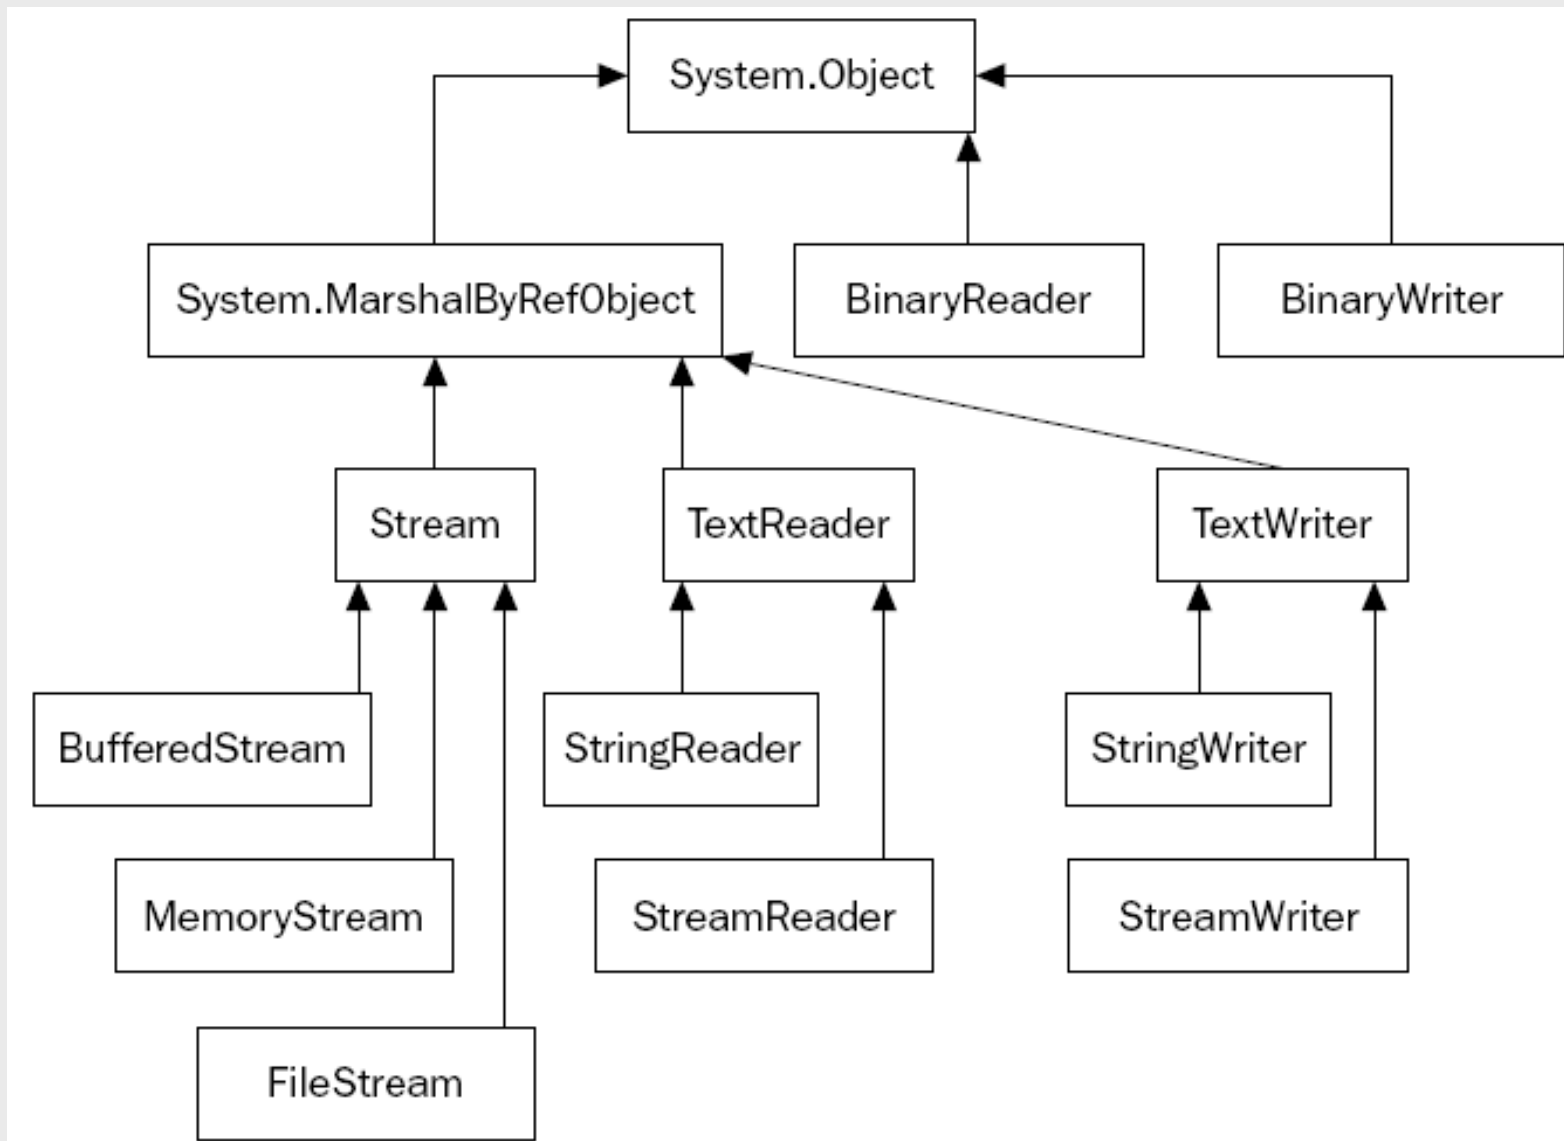 System.Object
System.MarshalByRefObject
BinaryReader
BinaryWriter
Stream
TextReader
TextWriter
BufferedStream
StringReader
StringWriter
MemoryStream
StreamReader
StreamWriter
FileStream